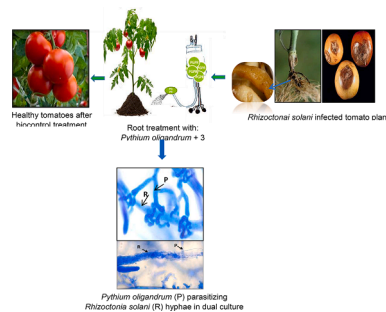 Healthy tomatoes after
biocontrol treatment
Root treatment with:
Pythium oligandrum + 3
Rhizoctonai solani infected tomato plant
R
P
R
P
Pythium oligandrum (P) parasitizing
Rhizoctonia solani (R) hyphae in dual culture